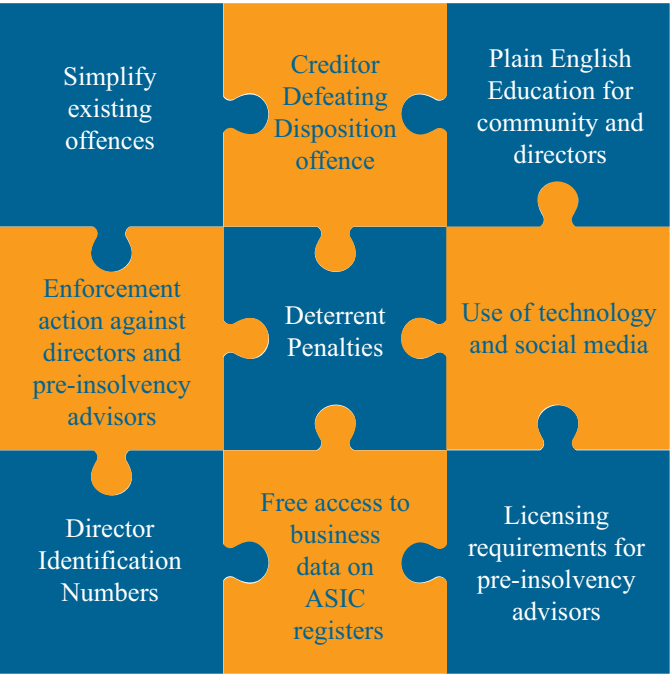 Simplify
existing
offences
Creditor
Defeating
Disposition
offence
Plain English
Education for
community and
directors
Enforcement
action against
directors and
pre-insolvency
advisors
Deterrent
Penalties
Use of technology
and social media
Director
Identification
Numbers
Free access to
business
data on
ASIC
registers
Licensing
requirements for
pre-insolvency
advisors